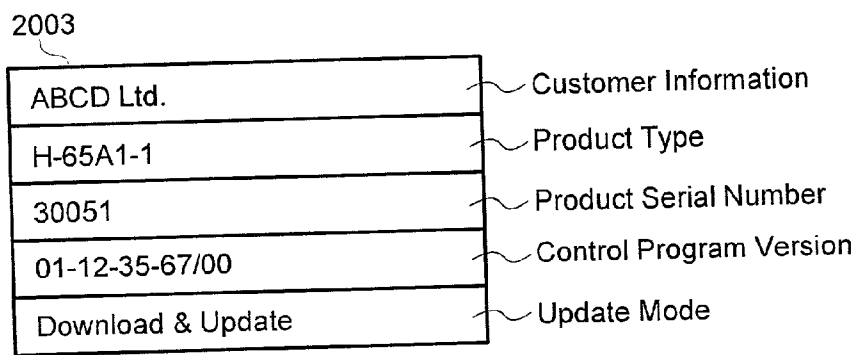 2003
ABCD Ltd. Customer Information
H-65A1-1 Product Type
30051 Product Serial Number
01-12-35-67/00 Control Program Version
Download & Update Update Mode